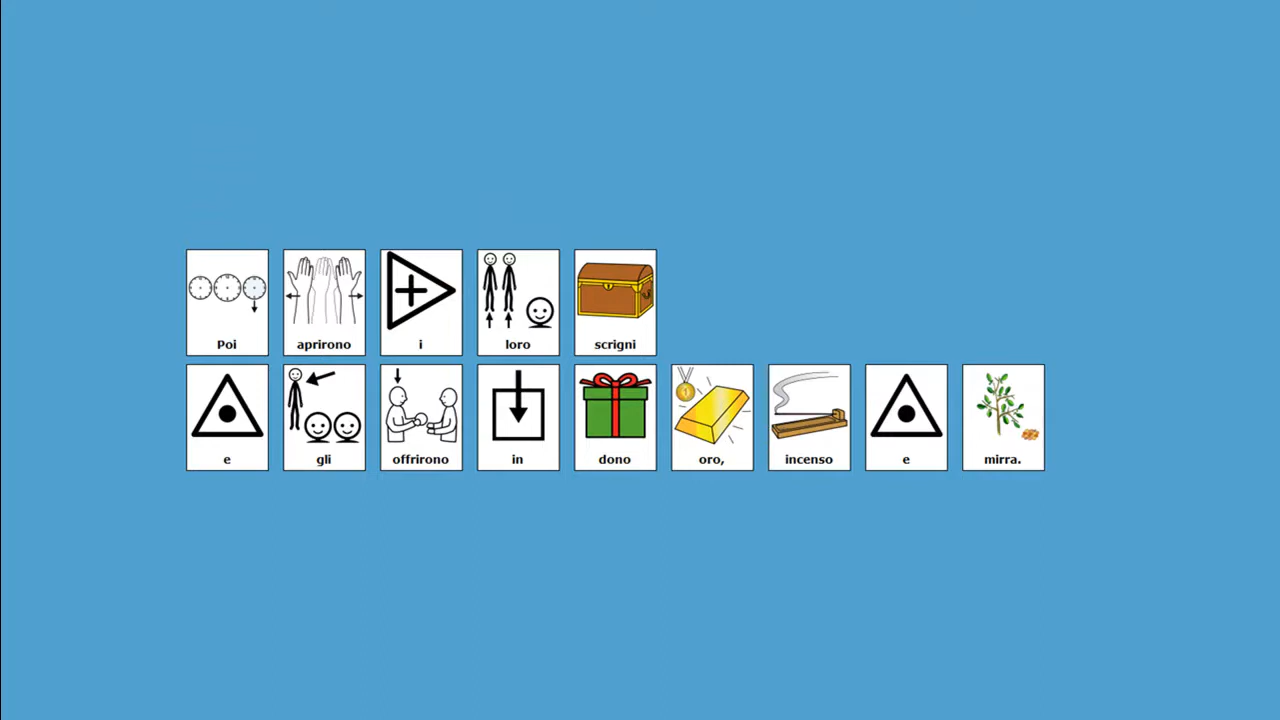 Poi aprirono i loro scrigni
e gli offrirono in dono oro, incenso e mirra.